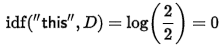 idf("this", D) = log(2/2) = 0